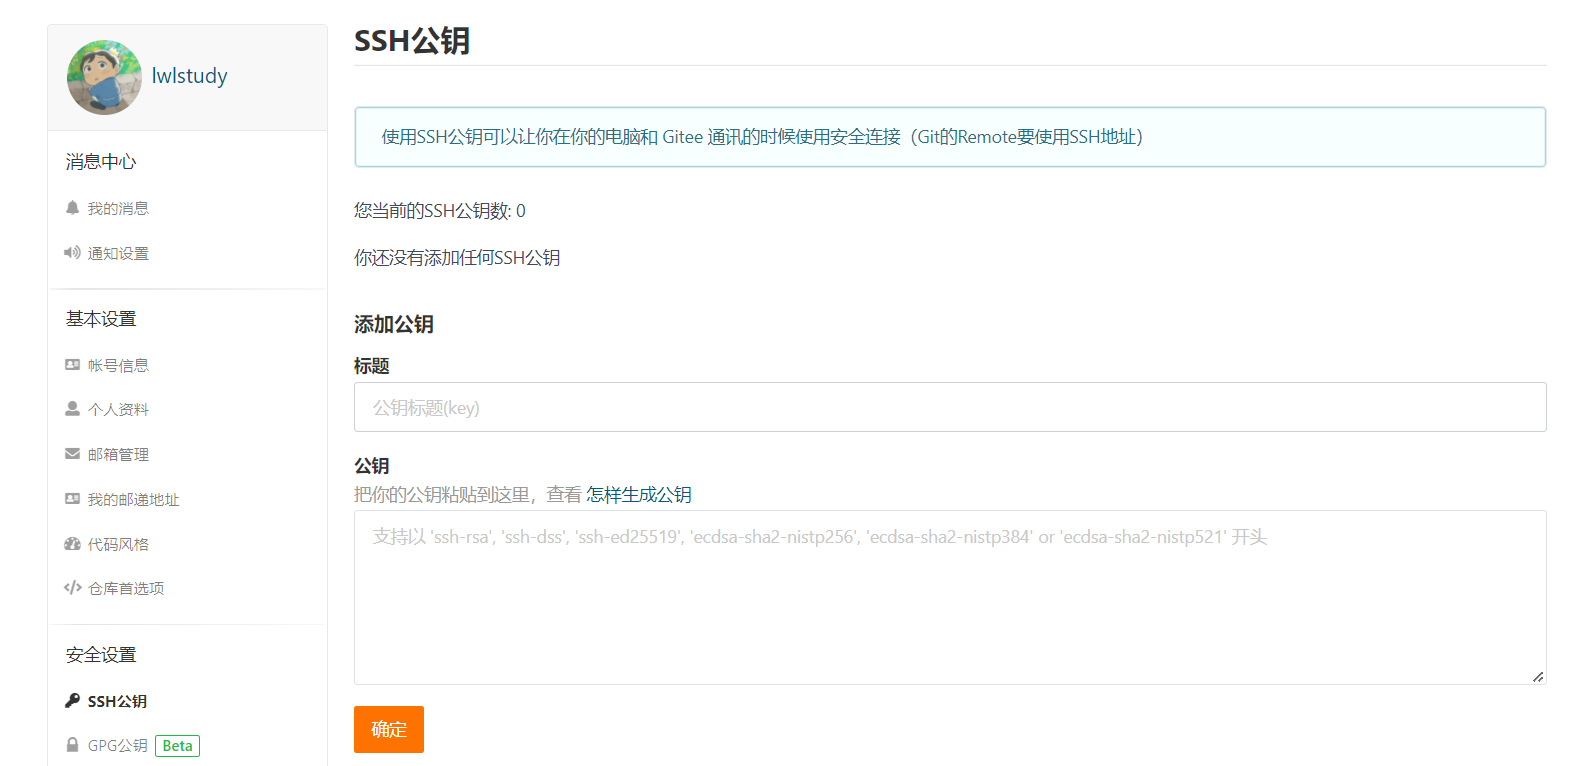 lwlstudy
消息中心
我的消息
通知设置
基本设置
帐号信息
个人资料
邮箱管理
我的邮递地址
代码风格
仓库首选项
安全设置
SSH公钥
GPG公钥 Beta
SSH公钥
使用SSH公钥可以让你在你的电脑和 Gitee 通讯的时候使用安全连接（Git的Remote要使用SSH地址）
您当前的SSH公钥数: 0
你还没有添加任何SSH公钥
添加公钥
标题
公钥标题(key)
公钥
把你的公钥粘贴到这里，查看 怎样生成公钥
支持以 'ssh-rsa', 'ssh-dss', 'ssh-ed25519', 'ecdsa-sha2-nistp256', 'ecdsa-sha2-nistp384' or 'ecdsa-sha2-nistp521' 开头
确定